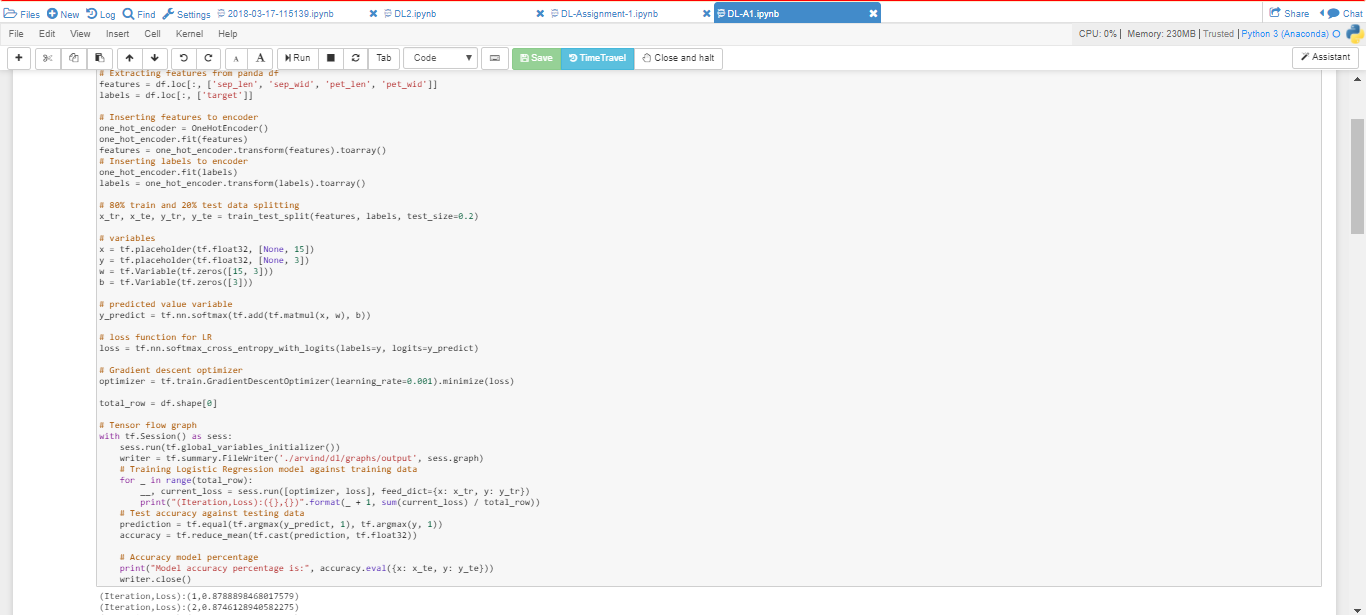 Files New Log Find Settings 2018-03-17-115139.ipynb DL2.ipynb DL-Assignment-1.ipynb DL-A1.ipynb Share Chat
File Edit View Insert Cell Kernel Help CPU: 0% | Memory: 230MB | Trusted | Python 3 (Anaconda)
A A Run Tab Code Save TimeTravel Close and halt Assistant
# Extracting features from panda df
features = df.loc[:, ['sep_len', 'sep_wid', 'pet_len', 'pet_wid']]
labels = df.loc[:, ['target']]
# Inserting features to encoder
one_hot_encoder = OneHotEncoder()
one_hot_encoder.fit(features)
features = one_hot_encoder.transform(features).toarray()
# Inserting labels to encoder
one_hot_encoder.fit(labels)
labels = one_hot_encoder.transform(labels).toarray()
# 80% train and 20% test data splitting
x_tr, x_te, y_tr, y_te = train_test_split(features, labels, test_size=0.2)
# variables
x = tf.placeholder(tf.float32, [None, 15])
y = tf.placeholder(tf.float32, [None, 3])
w = tf.Variable(tf.zeros([15, 3]))
b = tf.Variable(tf.zeros([3]))
# predicted value variable
y_predict = tf.nn.softmax(tf.add(tf.matmul(x, w), b))
# loss function for LR
loss = tf.nn.softmax_cross_entropy_with_logits(labels=y, logits=y_predict)
# Gradient descent optimizer
optimizer = tf.train.GradientDescentOptimizer(learning_rate=0.001).minimize(loss)
total_row = df.shape[0]
# Tensor flow graph
with tf.Session() as sess:
    sess.run(tf.global_variables_initializer())
    writer = tf.summary.FileWriter('./arvind/dl/graphs/output', sess.graph)
    # Training Logistic Regression model against training data
    for _ in range(total_row):
        __, current_loss = sess.run([optimizer, loss], feed_dict={x: x_tr, y: y_tr})
        print("(Iteration,Loss):({},{})".format(_ + 1, sum(current_loss) / total_row))
    # Test accuracy against testing data
    prediction = tf.equal(tf.argmax(y_predict, 1), tf.argmax(y, 1))
    accuracy = tf.reduce_mean(tf.cast(prediction, tf.float32))
    # Accuracy model percentage
    print("Model accuracy percentage is:", accuracy.eval({x: x_te, y: y_te}))
    writer.close()
(Iteration,Loss):(1,0.8788898468017579)
(Iteration,Loss):(2,0.8746128940582275)